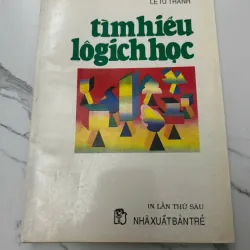 LÊ TỬ THÀNH
tìm hiểu
lôgích học
IN LẦN THỨ SÁU
NHÀ XUẤT BẢN TRẺ